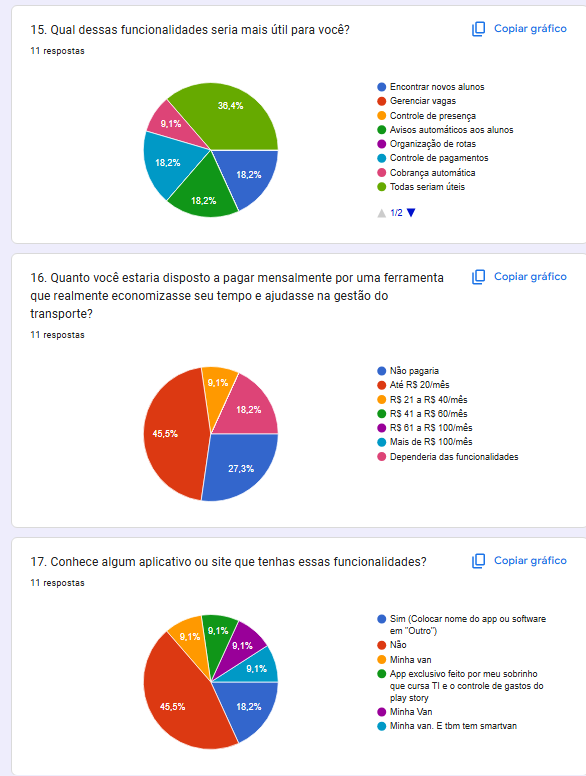 15. Qual dessas funcionalidades seria mais útil para você?
Copiar gráfico
11 respostas
36,4%
9,1%
18,2%
18,2%
18,2%
Encontrar novos alunos
Gerenciar vagas
Controle de presença
Avisos automáticos aos alunos
Organização de rotas
Controle de pagamentos
Cobrança automática
Todas seriam úteis
1/2
16. Quanto você estaria disposto a pagar mensalmente por uma ferramenta
que realmente economizasse seu tempo e ajudasse na gestão do
transporte?
Copiar gráfico
11 respostas
9,1%
18,2%
45,5%
27,3%
Não pagaria
Até R$ 20/mês
R$ 21 a R$ 40/mês
R$ 41 a R$ 60/mês
R$ 61 a R$ 100/mês
Mais de R$ 100/mês
Dependeria das funcionalidades
17. Conhece algum aplicativo ou site que tenhas essas funcionalidades?
Copiar gráfico
11 respostas
9,1%
9,1%
9,1%
9,1%
45,5%
18,2%
Sim (Colocar nome do app ou software
em "Outro")
Não
Minha van
App exclusivo feito por meu sobrinho
que cursa TI e o controle de gastos do
play story
Minha Van
Minha van. E tbm tem smartvan